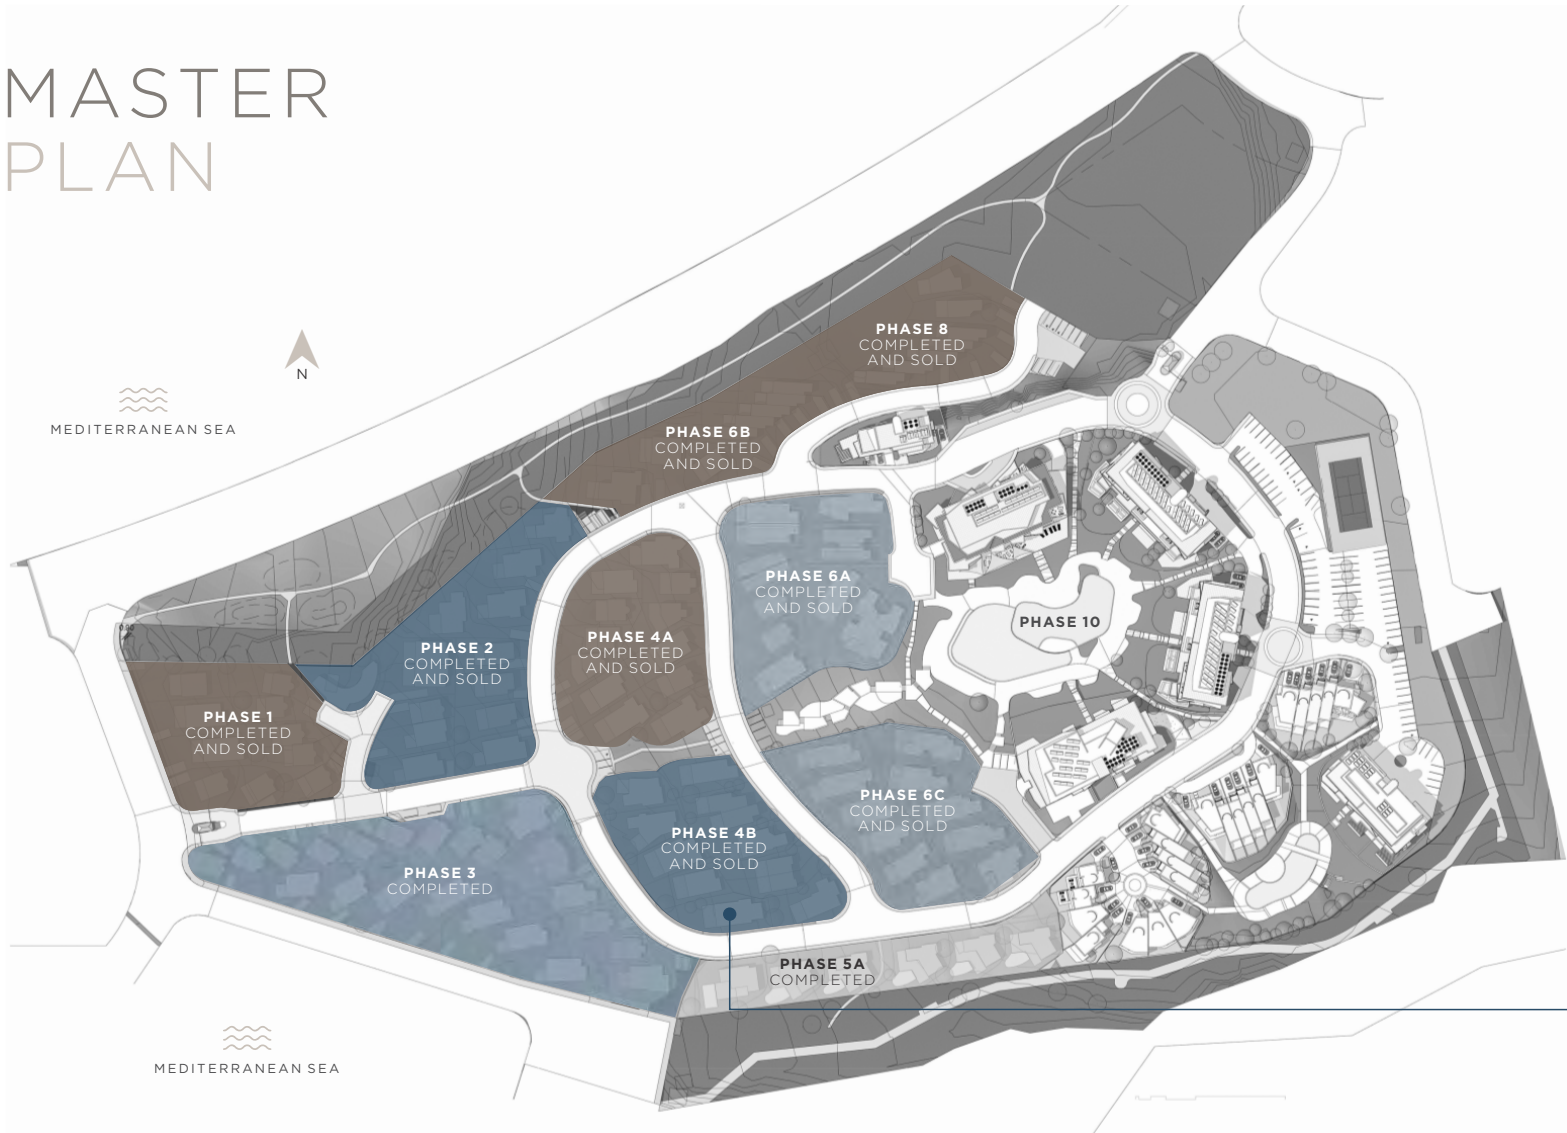 MASTER
PLAN
N
MEDITERRANEAN SEA
PHASE 8
COMPLETED
AND SOLD
PHASE 6B
COMPLETED
AND SOLD
PHASE 6A
COMPLETED
AND SOLD
PHASE 10
PHASE 4A
COMPLETED
AND SOLD
PHASE 2
COMPLETED
AND SOLD
PHASE 1
COMPLETED
AND SOLD
PHASE 6C
COMPLETED
AND SOLD
PHASE 4B
COMPLETED
AND SOLD
PHASE 3
COMPLETED
PHASE 5A
COMPLETED
MEDITERRANEAN SEA